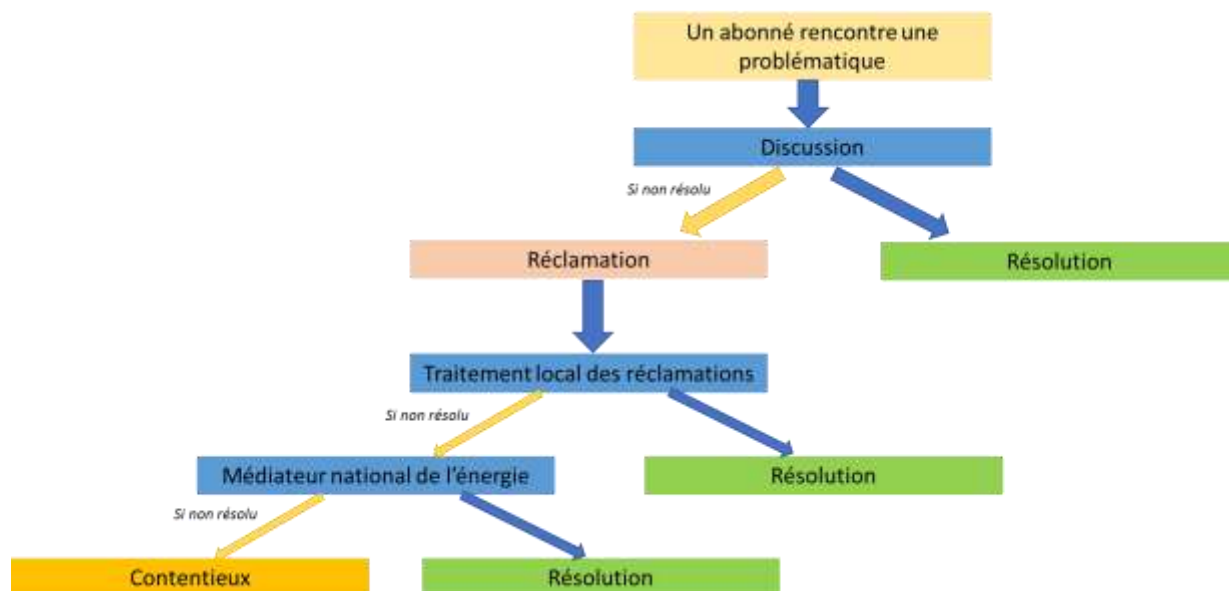 Un abonné rencontre une
problématique
Discussion
Si non résolu
Réclamation
Résolution
Traitement local des réclamations
Si non résolu
Médiateur national de l'énergie
Résolution
Si non résolu
Contentieux
Résolution